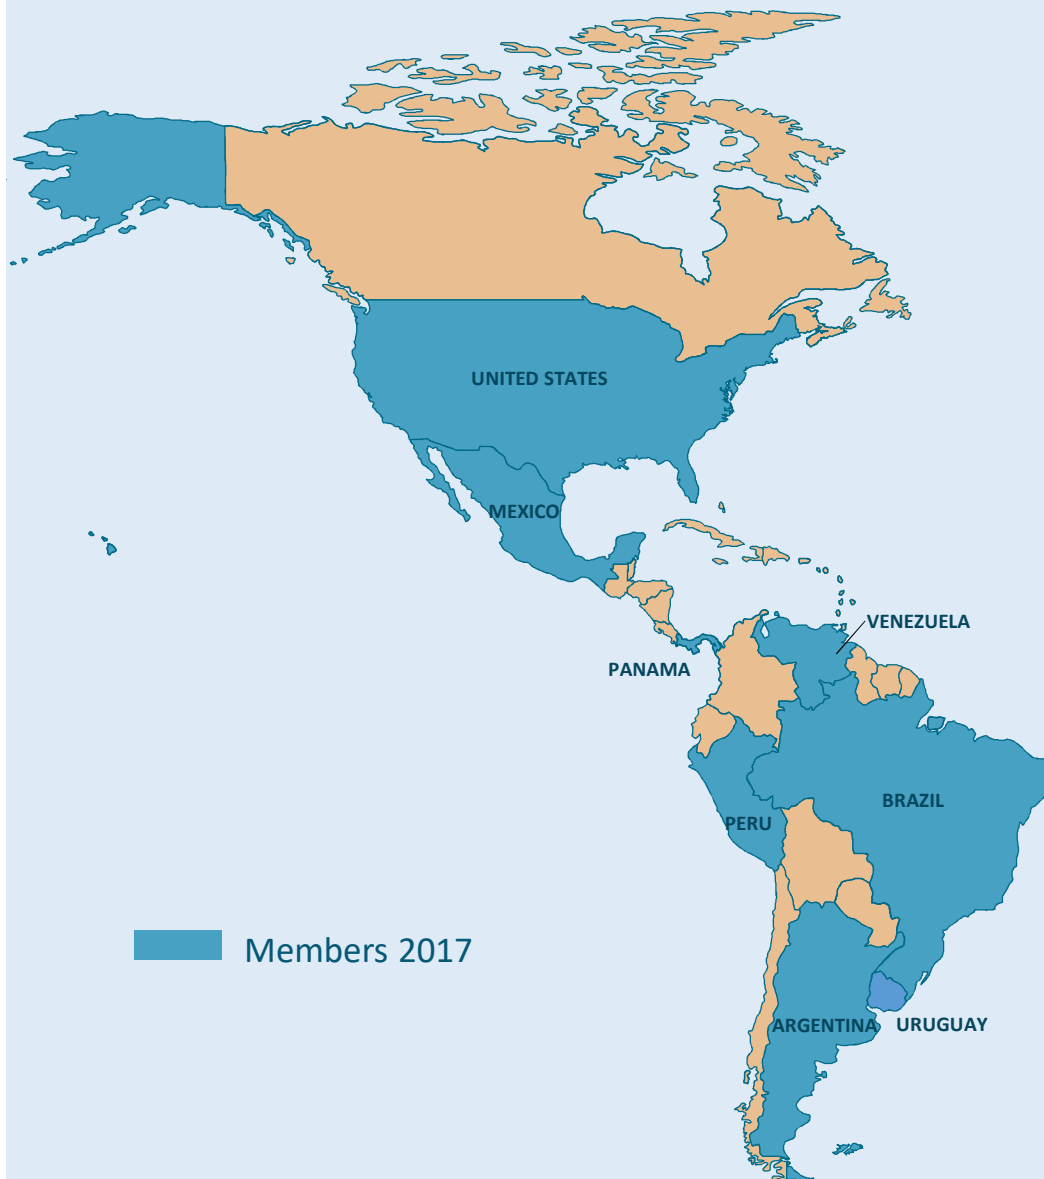 UNITED STATES
MEXICO
VENEZUELA
PANAMA
BRAZIL
PERU
Members 2017
ARGENTINA
URUGUAY